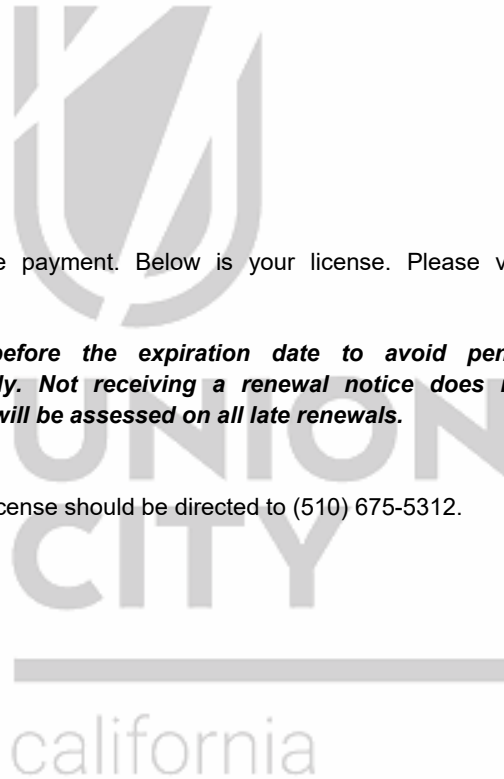 e payment. Below is your license. Please v
before the expiration date to avoid pen
ly. Not receiving a renewal notice does
will be assessed on all late renewals.
UNION
cense should be directed to (510) 675-5312.
CITY
california